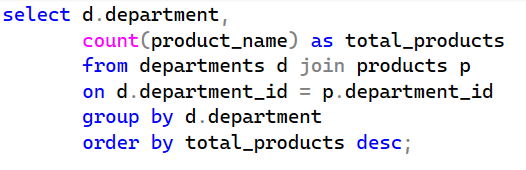 select d.department,
count(product_name) as total_products
from departments d join products p
on d.department_id = p.department_id
group by d.department
order by total_products desc;